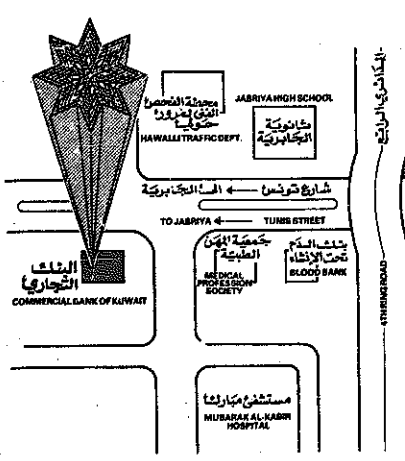 محطة الفحص
الفني لمرور
حولي
HAWALLI TRAFFIC DEPT.
JABRIYA HIGH SCHOOL
ثانوية
الجابرية
الدائري الرابع
شارع تونس ← الى الجابرية
TO JABRIYA ← TUNIS STREET
البنك
التجاري
COMMERCIAL BANK OF KUWAIT
جمعية المهن
الطبية
MEDICAL
PROFESSION
SOCIETY
بنك الدم
تحت الإنشاء
BLOOD BANK
4TH RING ROAD
مستشفى مبارك
MUBARAK AL-KABIR
HOSPITAL